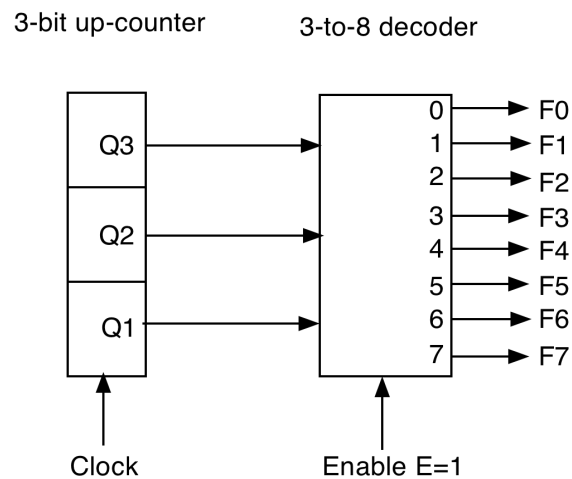 3-bit up-counter
3-to-8 decoder
Q3
Q2
Q1
0
1
2
3
4
5
6
7
F0
F1
F2
F3
F4
F5
F6
F7
Clock
Enable E=1